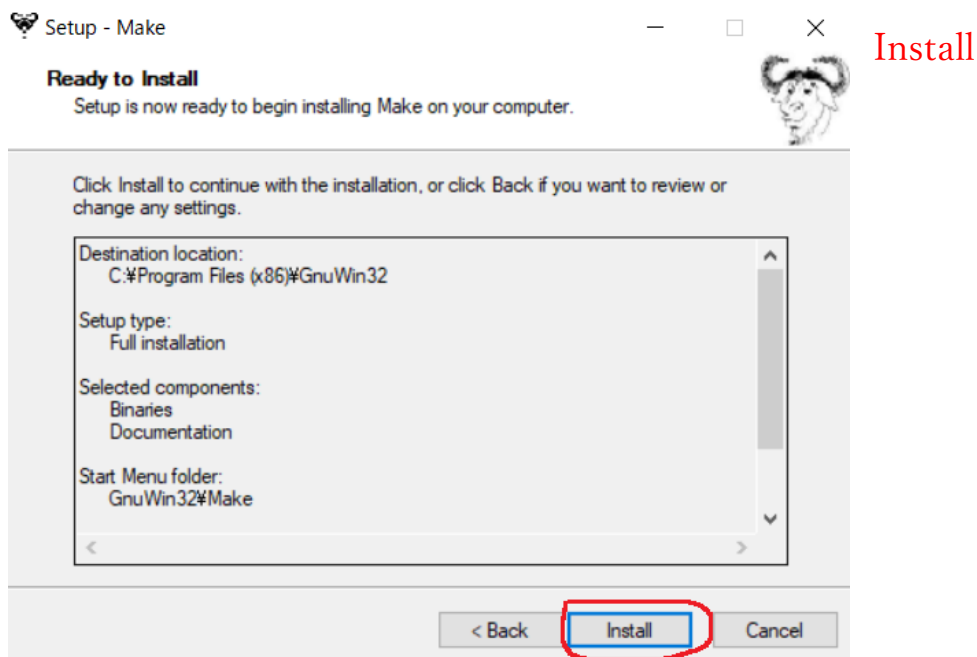 Setup - Make
Install
Ready to Install
Setup is now ready to begin installing Make on your computer.
Click Install to continue with the installation, or click Back if you want to review or
change any settings.
Destination location:
C:¥Program Files (x86)¥GnuWin32
Setup type:
Full installation
Selected components:
Binaries
Documentation
Start Menu folder:
GnuWin32¥Make
< Back
Install
Cancel